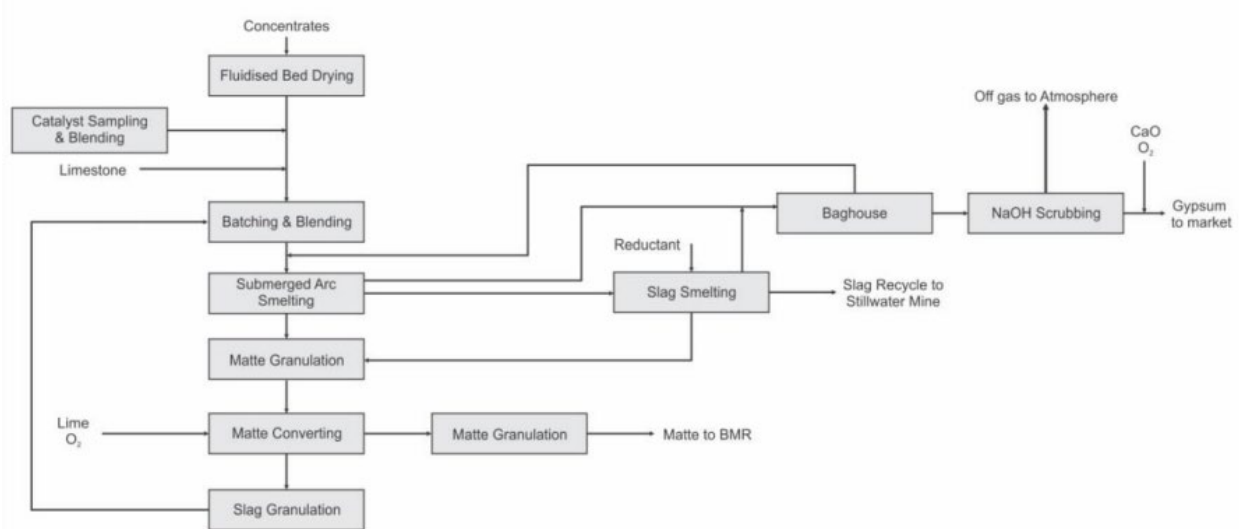 Concentrates
Fluidised Bed Drying
Catalyst Sampling
& Blending
Limestone
Batching & Blending
Submerged Arc
Smelting
Matte Granulation
Lime
O₂
Matte Converting
Slag Granulation
Matte Granulation
Matte to BMR
Reductant
Slag Smelting
Slag Recycle to
Stillwater Mine
Baghouse
Off gas to Atmosphere
NaOH Scrubbing
CaO
O₂
Gypsum
to market